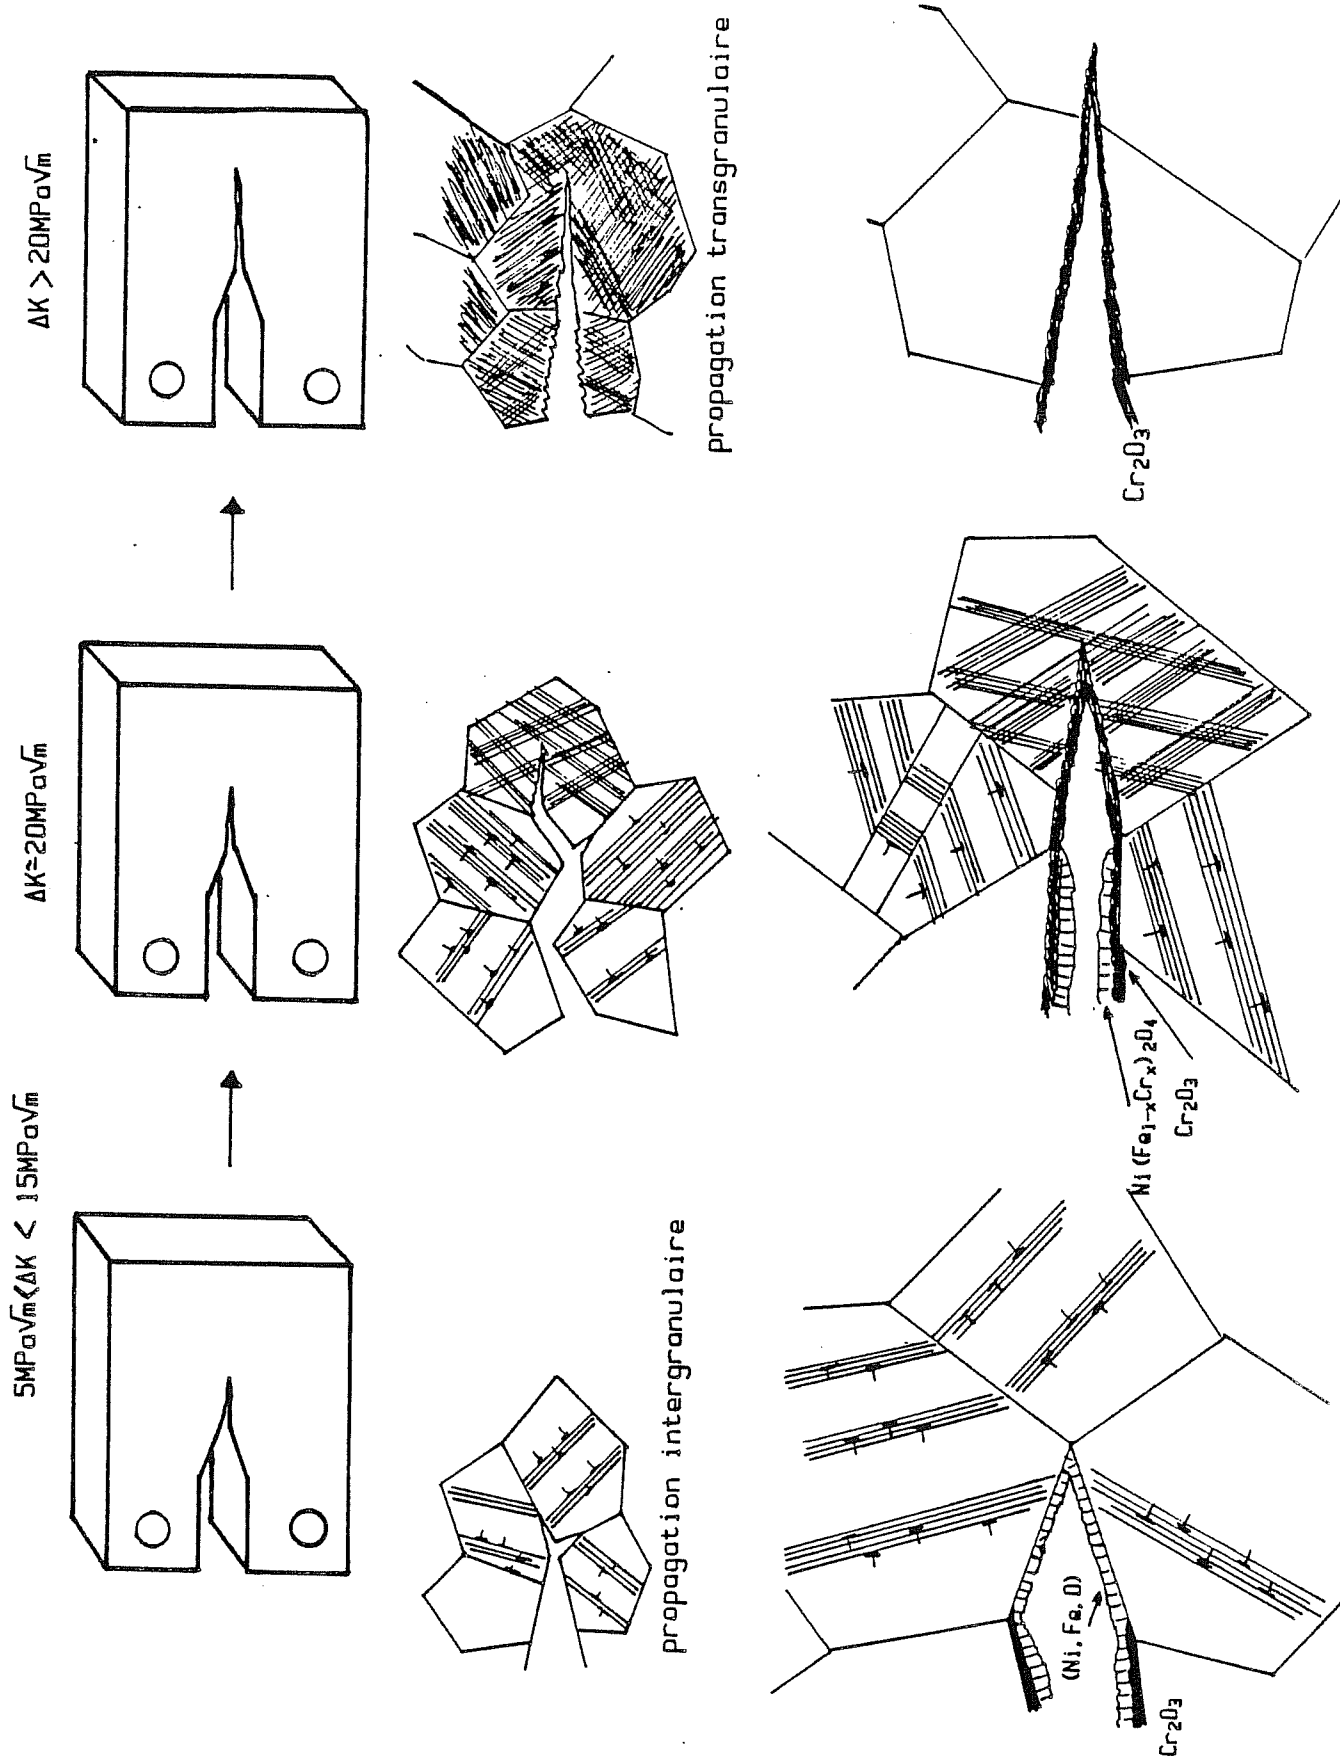 5MPa√m<ΔK < 15MPa√m
ΔK≃20MPa√m
ΔK > 20MPa√m
propagation intergranulaire
propagation transgranulaire
(Ni, Fe, O)
Cr₂O₃
Ni(Fe₁₋ₓCrₓ)₂O₄
Cr₂O₃
Cr₂O₃